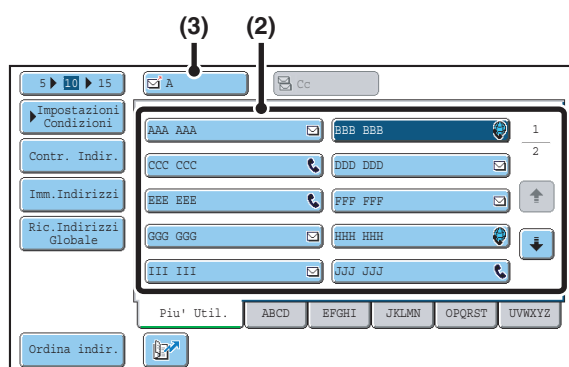 (3) (2)
5 10 15
A
Cc
Impostazioni
Condizioni
Contr. Indir.
Imm.Indirizzi
Ric.Indirizzi
Globale
AAA AAA
BBB BBB
CCC CCC
DDD DDD
EEE EEE
FFF FFF
GGG GGG
HHH HHH
III III
JJJ JJJ
1
2
Piu' Util.
ABCD
EFGHI
JKLMN
OPQRST
UVWXYZ
Ordina indir.